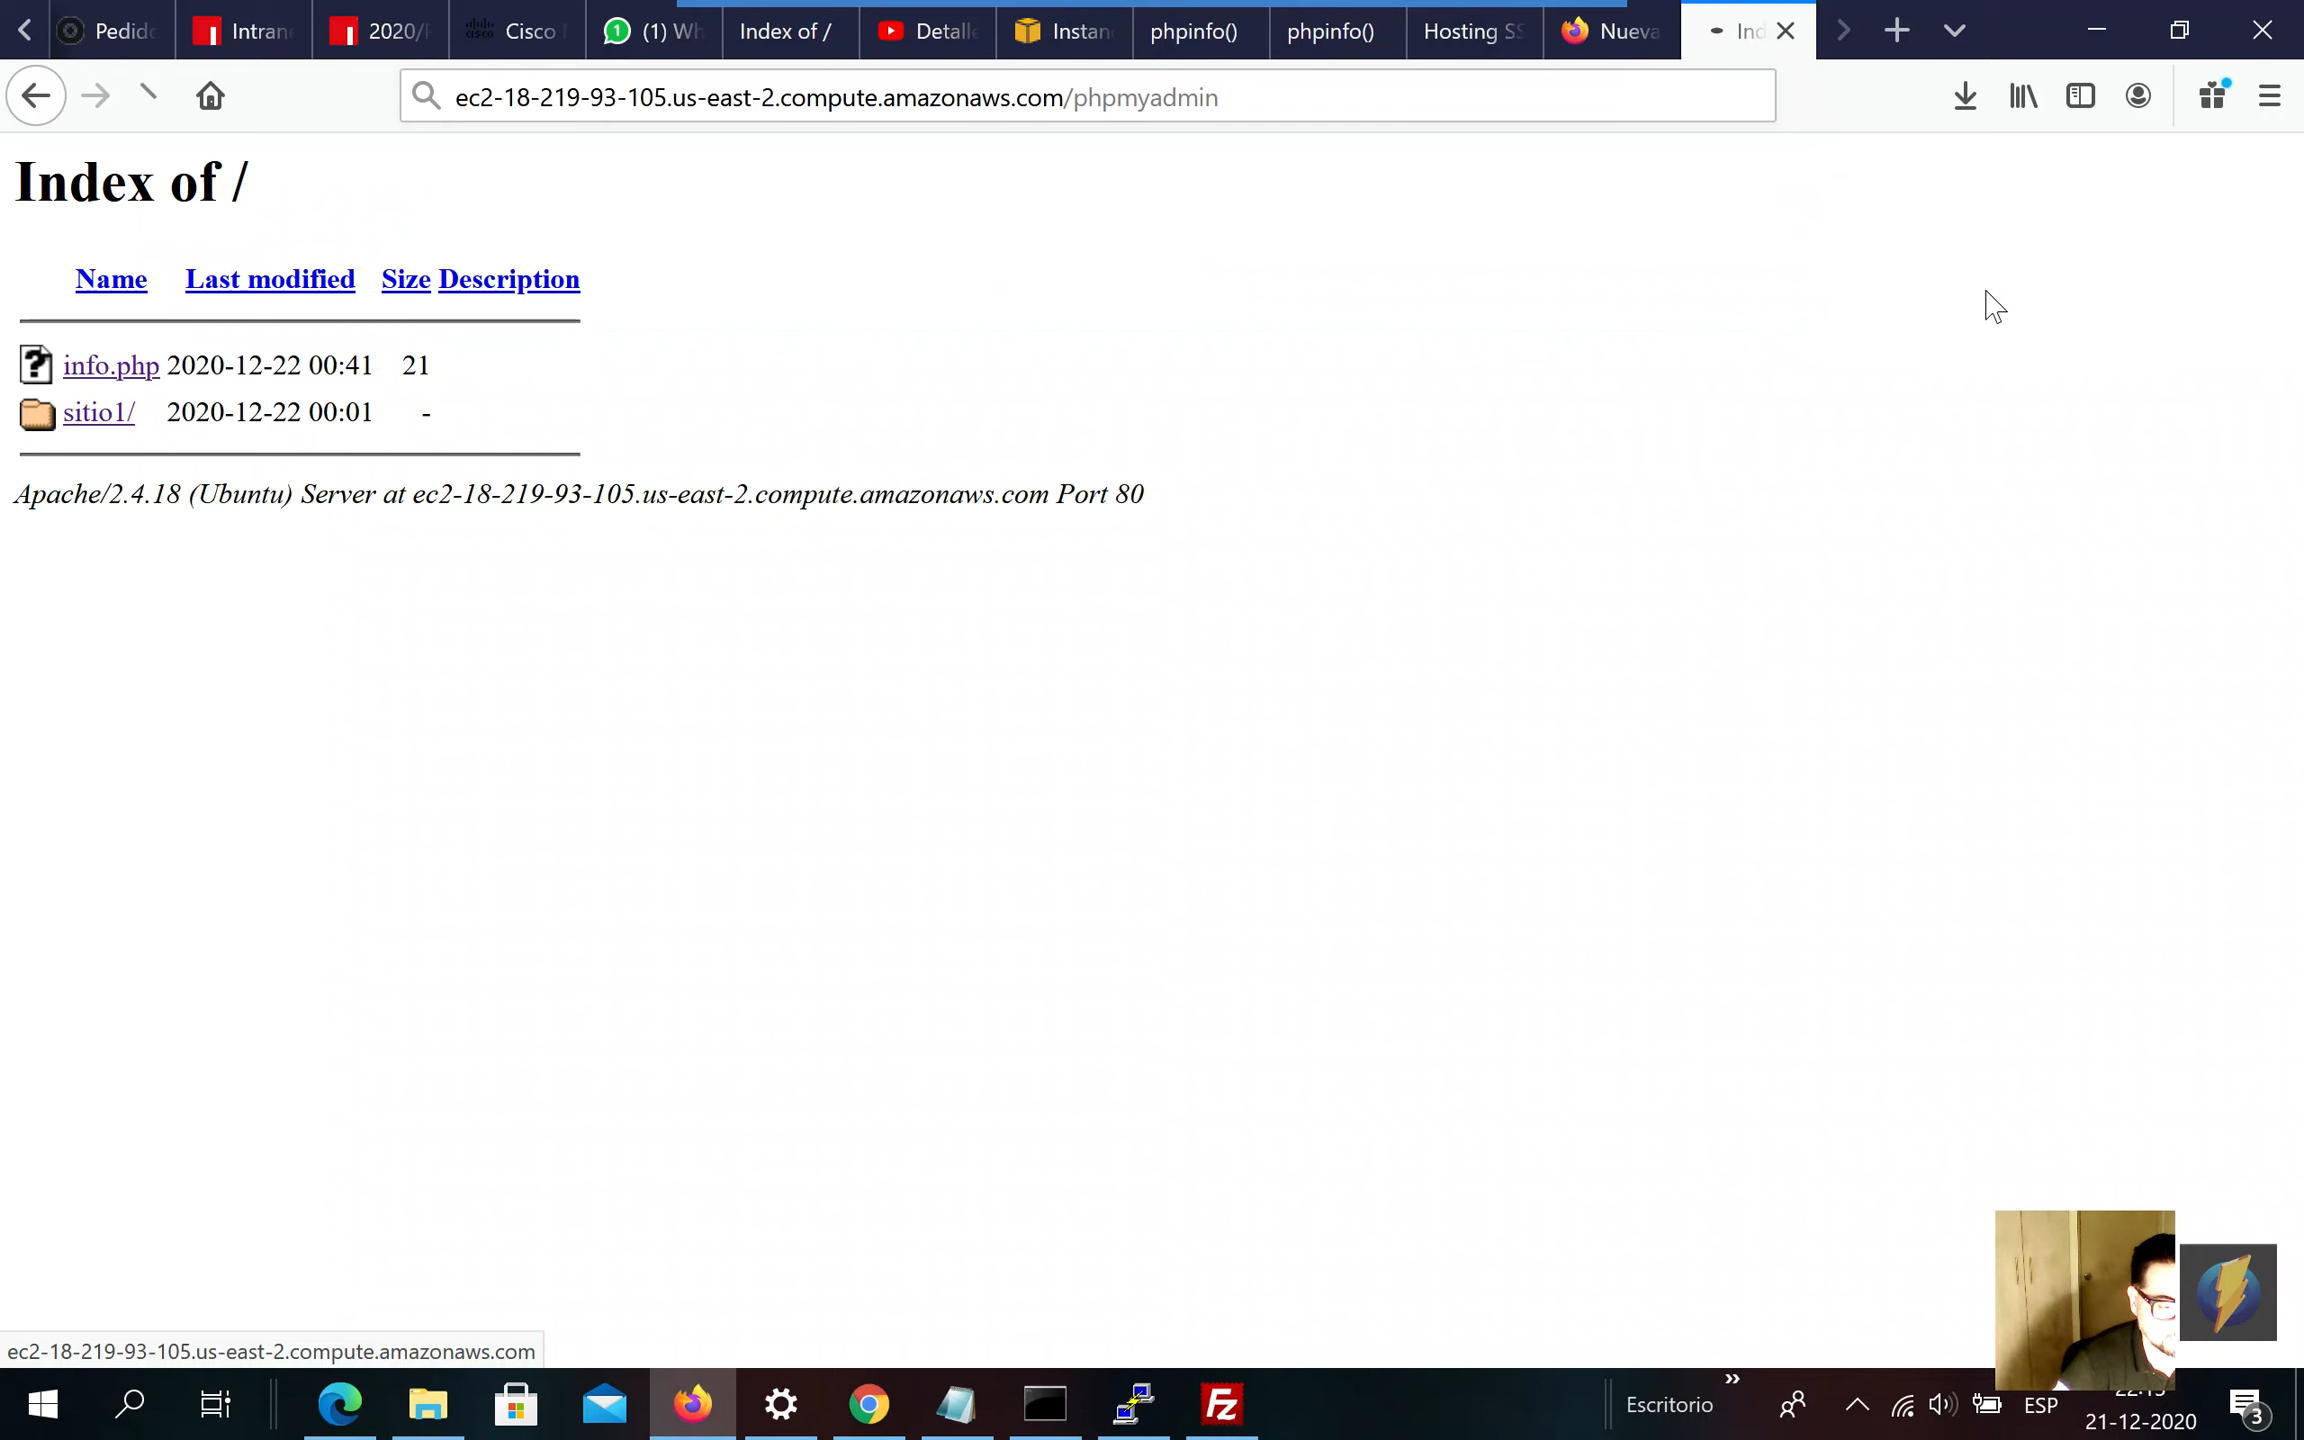 Pedido
Intran
2020/
Cisco
(1) Wh
Index of /
Detalle
Instan
phpinfo()
phpinfo()
Hosting SS
Nueva
Ind
ec2-18-219-93-105.us-east-2.compute.amazonaws.com/phpmyadmin
Index of /
Name Last modified Size Description
info.php 2020-12-22 00:41 21
sitio1/ 2020-12-22 00:01 -
Apache/2.4.18 (Ubuntu) Server at ec2-18-219-93-105.us-east-2.compute.amazonaws.com Port 80
ec2-18-219-93-105.us-east-2.compute.amazonaws.com
Escritorio
ESP
21-12-2020
3